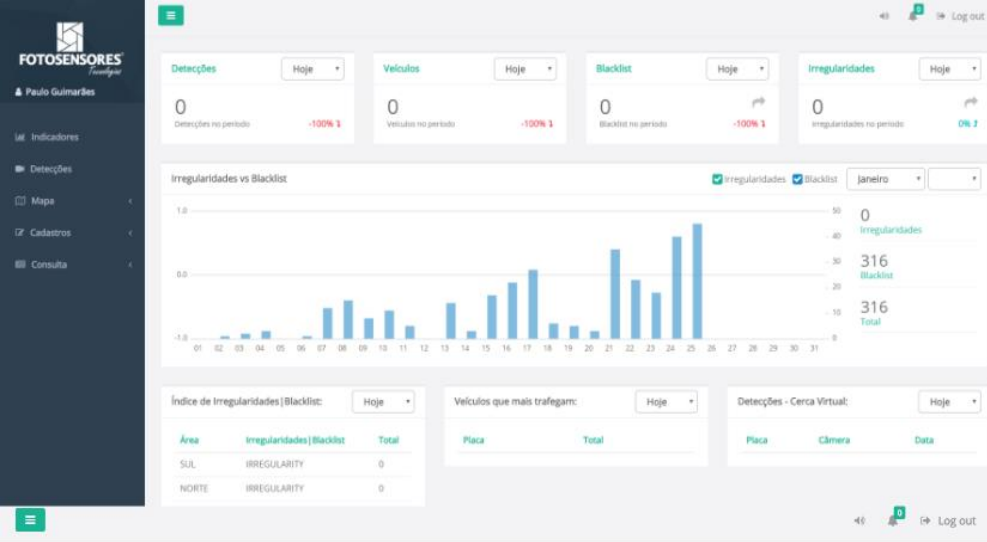 0
Log out
FOTOSENSORES
Tecnologias
Paulo Guimarães
Indicadores
Detecções
Mapa
Cadastros
Consulta
Detecções
Hoje
0
Detecções no período
-100%
Veículos
Hoje
0
Veículos no período
-100%
Blacklist
Hoje
0
Blacklist no período
-100%
Irregularidades
Hoje
0
Irregularidades no período
0%
Irregularidades vs Blacklist
Irregularidades
Blacklist
Janeiro
1.0
0.0
-1.0
50
40
30
20
10
0
01 02 03 04 05 06 07 08 09 10 11 12 13 14 15 16 17 18 19 20 21 22 23 24 25 26 27 28 29 30 31
0
Irregularidades
316
Blacklist
316
Total
Índice de Irregularidades|Blacklist:
Hoje
Área Irregularidades|Blacklist Total
SUL IRREGULARITY 0
NORTE IRREGULARITY 0
Veículos que mais trafegam:
Hoje
Placa Total
Detecções - Cerca Virtual:
Hoje
Placa Câmera Data
0
Log out